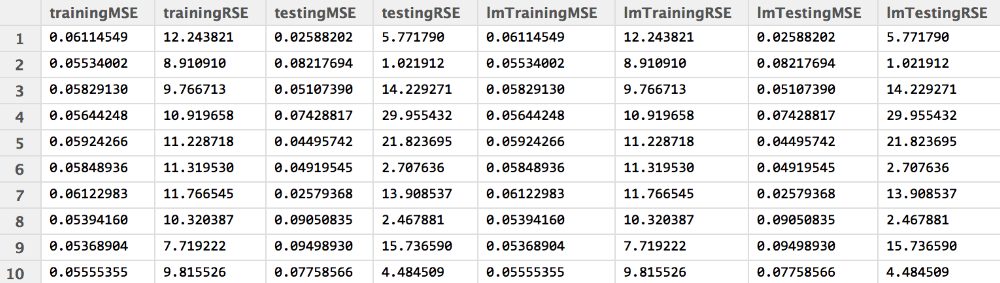 trainingMSE trainingRSE testingMSE testingRSE lmTrainingMSE lmTrainingRSE lmTestingMSE lmTestingRSE
1 0.06114549 12.243821 0.02588202 5.771790 0.06114549 12.243821 0.02588202 5.771790
2 0.05534002 8.910910 0.08217694 1.021912 0.05534002 8.910910 0.08217694 1.021912
3 0.05829130 9.766713 0.05107390 14.229271 0.05829130 9.766713 0.05107390 14.229271
4 0.05644248 10.919658 0.07428817 29.955432 0.05644248 10.919658 0.07428817 29.955432
5 0.05924266 11.228718 0.04495742 21.823695 0.05924266 11.228718 0.04495742 21.823695
6 0.05848936 11.319530 0.04919545 2.707636 0.05848936 11.319530 0.04919545 2.707636
7 0.06122983 11.766545 0.02579368 13.908537 0.06122983 11.766545 0.02579368 13.908537
8 0.05394160 10.320387 0.09050835 2.467881 0.05394160 10.320387 0.09050835 2.467881
9 0.05368904 7.719222 0.09498930 15.736590 0.05368904 7.719222 0.09498930 15.736590
10 0.05555355 9.815526 0.07758566 4.484509 0.05555355 9.815526 0.07758566 4.484509